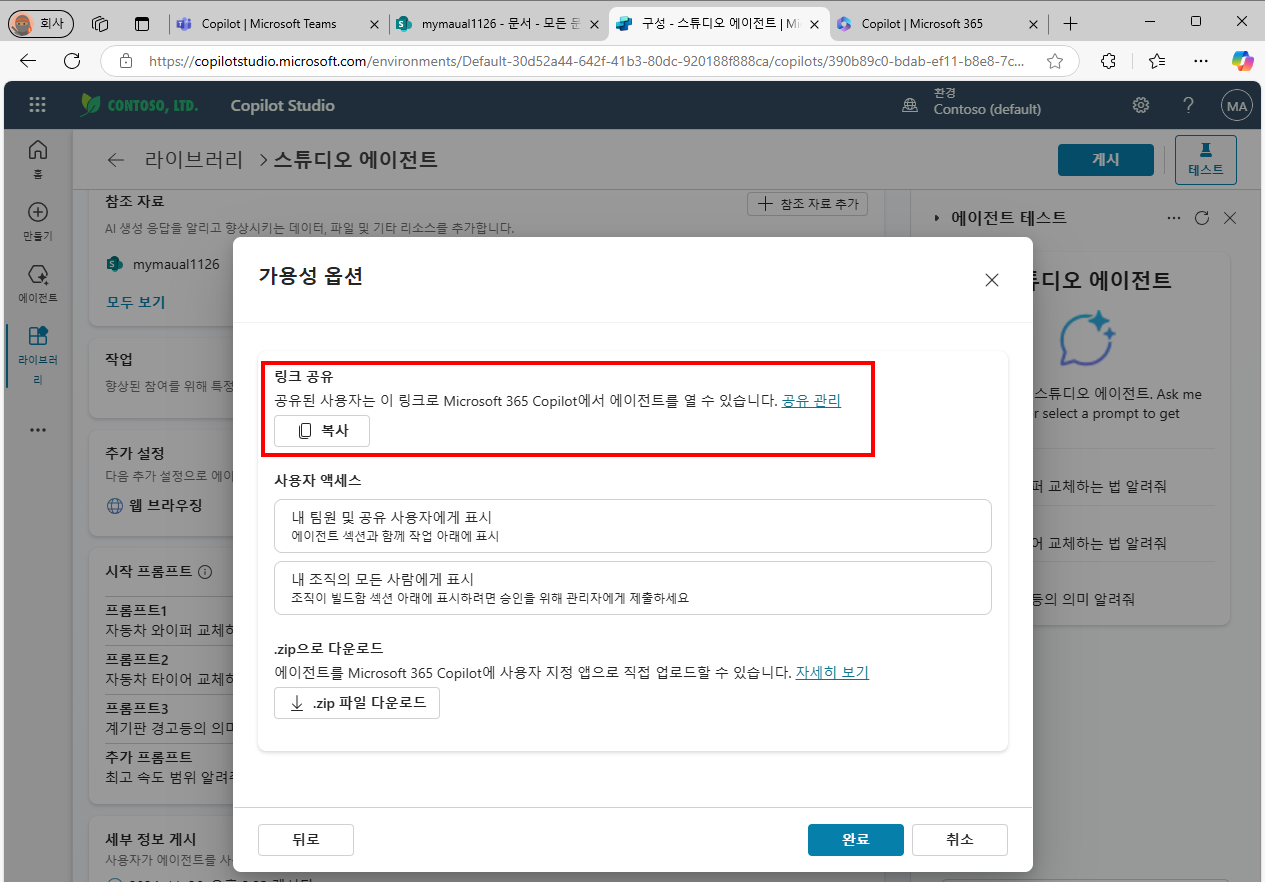 회사
Copilot | Microsoft Teams
mymaual1126 - 문서 - 모든 문
구성 - 스튜디오 에이전트 | Mi
Copilot | Microsoft 365
https://copilotstudio.microsoft.com/environments/Default-30d52a44-642f-41b3-80dc-920188f888ca/copilots/390b89c0-bdab-ef11-b8e8-7c...
CONTOSO, LTD.
Copilot Studio
환경
Contoso (default)
?
MA
홈
만들기
에이전트
라이브러
리
라이브러리
스튜디오 에이전트
게시
테스트
참조 자료
참조 자료 추가
AI 생성 응답을 알리고 향상시키는 데이터, 파일 및 기타 리소스를 추가합니다.
mymaual1126
모두 보기
작업
향상된 참여를 위해 특정
추가 설정
다음 추가 설정으로 에이
웹 브라우징
시작 프롬프트
프롬프트1
자동차 와이퍼 교체하
프롬프트2
자동차 타이어 교체하
프롬프트3
계기판 경고등의 의미
추가 프롬프트
최고 속도 범위 알려주
세부 정보 게시
사용자가 에이전트를 사
가용성 옵션
링크 공유
공유된 사용자는 이 링크로 Microsoft 365 Copilot에서 에이전트를 열 수 있습니다. 공유 관리
복사
사용자 액세스
내 팀원 및 공유 사용자에게 표시
에이전트 섹션과 함께 작업 아래에 표시
내 조직의 모든 사람에게 표시
조직이 빌드함 섹션 아래에 표시하려면 승인을 위해 관리자에게 제출하세요
.zip으로 다운로드
에이전트를 Microsoft 365 Copilot에 사용자 지정 앱으로 직접 업로드할 수 있습니다. 자세히 보기
.zip 파일 다운로드
뒤로
완료
취소
에이전트 테스트
튜디오 에이전트
스튜디오 에이전트. Ask me
r select a prompt to get
퍼 교체하는 법 알려줘
어 교체하는 법 알려줘
등의 의미 알려줘